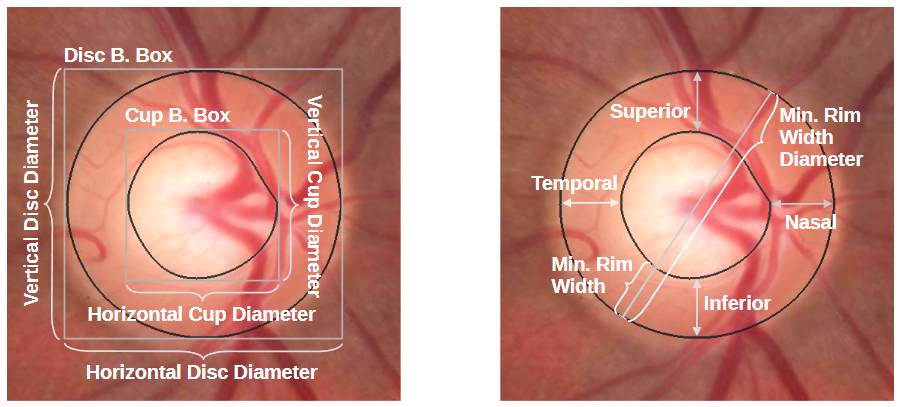 Disc B. Box
Cup B. Box
Vertical Disc Diameter
Vertical Cup Diameter
Horizontal Cup Diameter
Horizontal Disc Diameter
Superior
Min. Rim
Width
Diameter
Temporal
Nasal
Min. Rim
Width
Inferior